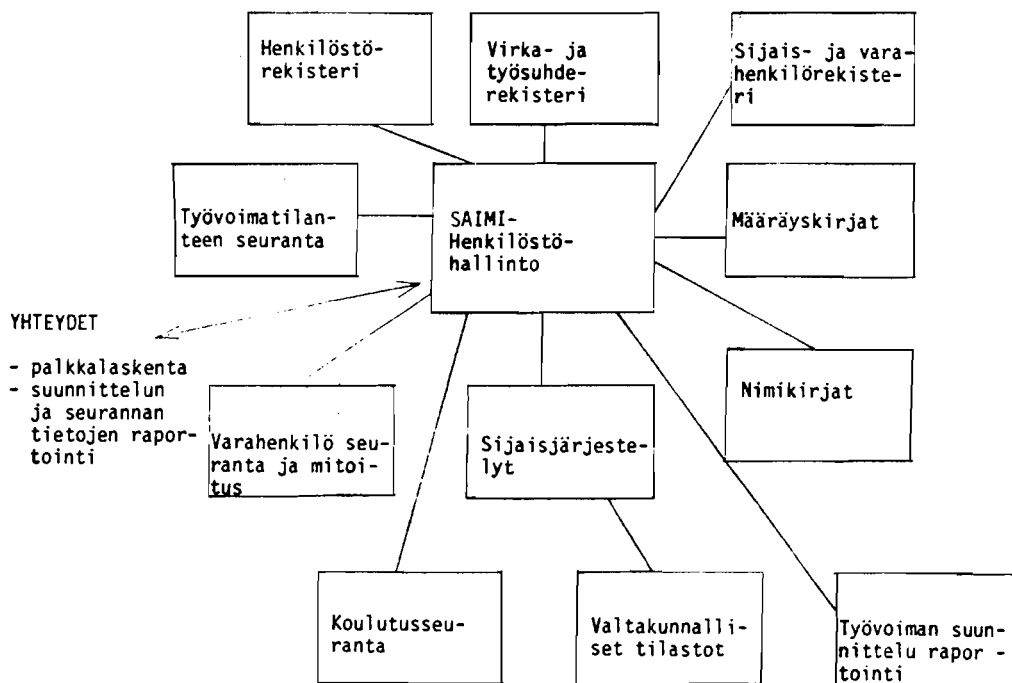 Henkilöstö-
rekisteri
Virka- ja
työsuhde-
rekisteri
Sijais- ja vara-
henkilörekiste-
ri
Työvoimatilan-
teen seuranta
SAIMI-
Henkilöstö-
hallinto
Määräyskirjat
YHTEYDET
- palkkalaskenta
- suunnittelun
ja seurannan
tietojen rapor-
tointi
Varahenkilö seu-
ranta ja mitoi-
tus
Sijaisjärjeste-
lyt
Nimikirjat
Koulutusseu-
ranta
Valtakunnalli-
set tilastot
Työvoiman suun-
nittelu rapor -
tointi